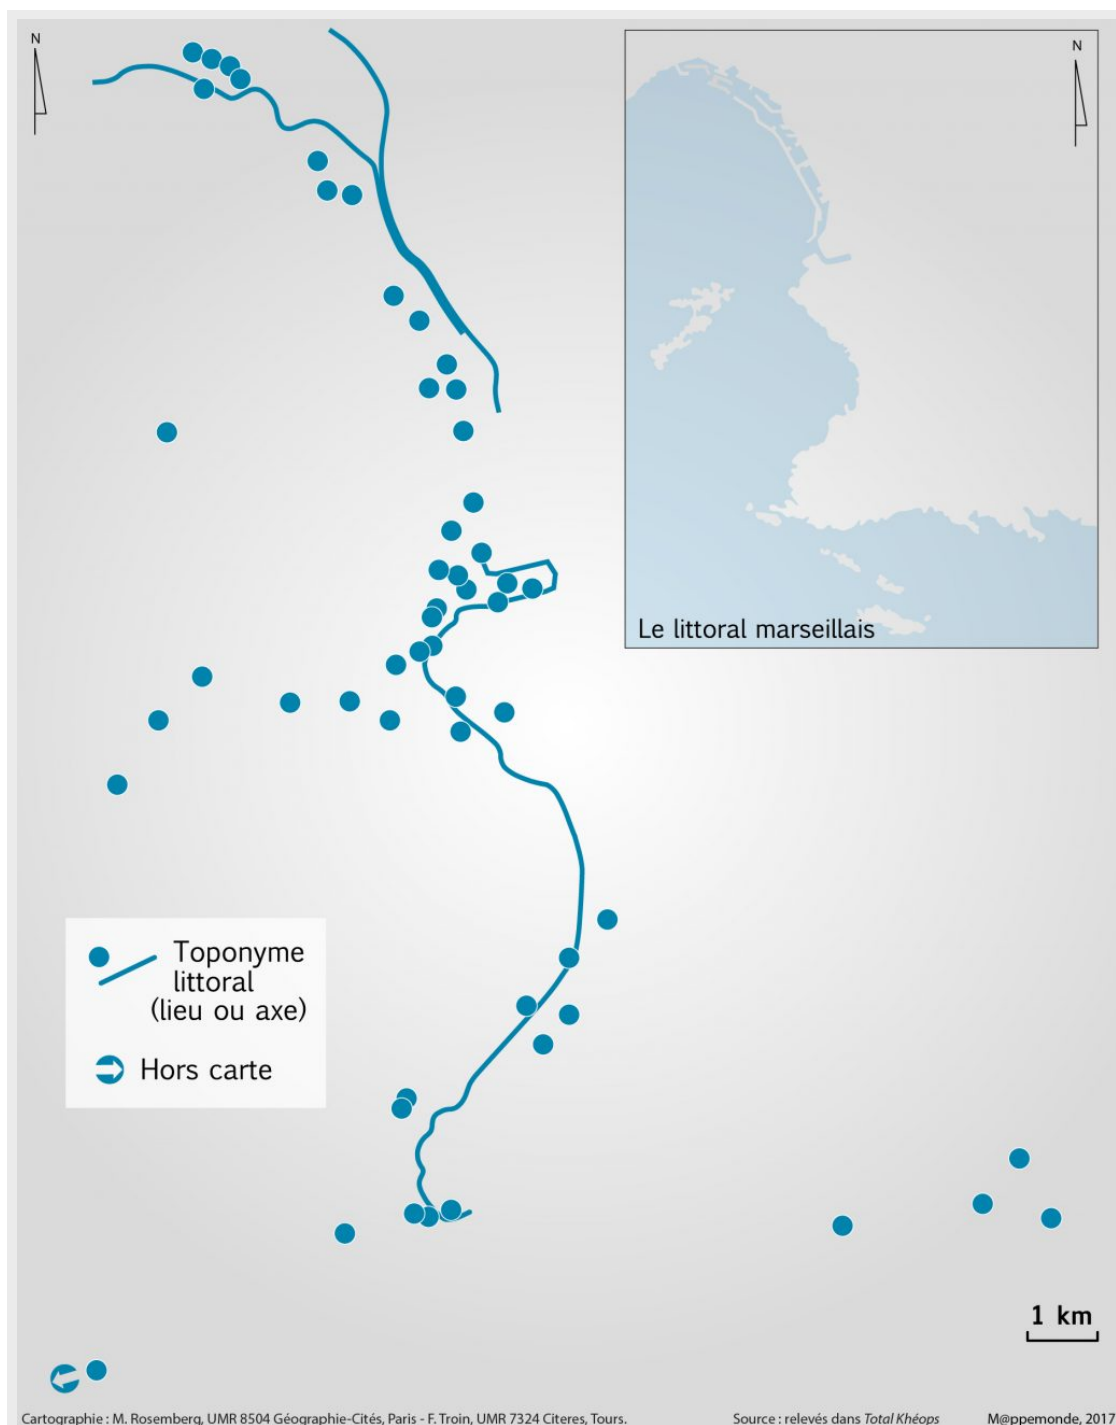 N
N
Le littoral marseillais
Toponyme
littoral
(lieu ou axe)
Hors carte
1 km
Cartographie : M. Rosemberg, UMR 8504 Géographie-Cités, Paris - F. Troin, UMR 7324 Citeres, Tours.
Source : relevés dans Total Khéops
M@ppemonde, 2017